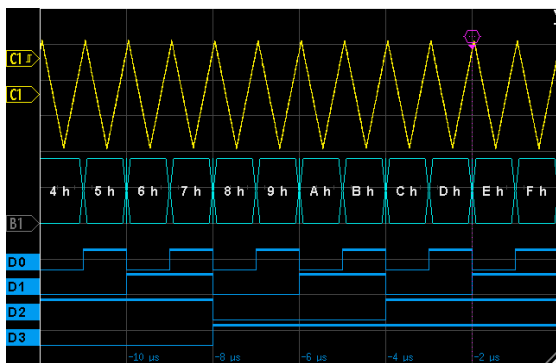 C1
C1
4 h 5 h 6 h 7 h 8 h 9 h A h B h C h D h E h F h
B1
D0
D1
D2
D3
-10 µs -8 µs -6 µs -4 µs -2 µs